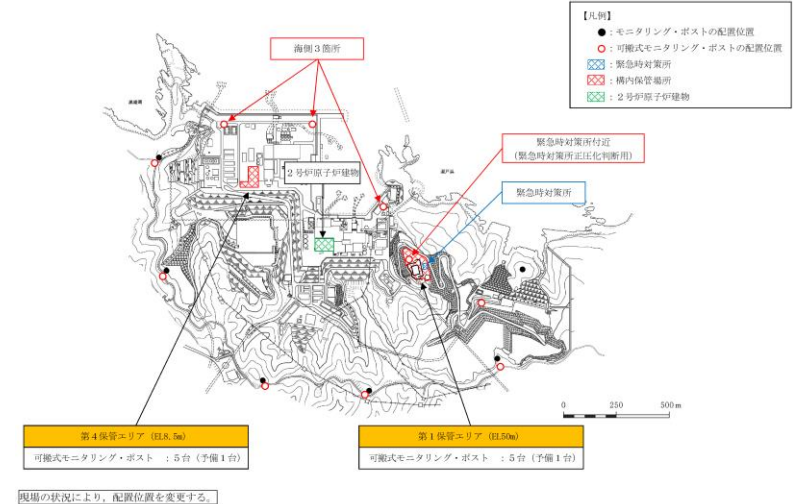 【凡例】
●：モニタリング・ポストの配置位置
○：可搬式モニタリング・ポストの配置位置
：緊急時対策所
：構内保管場所
：２号炉原子炉建物
海側３箇所
緊急時対策所付近
（緊急時対策所正圧化判断用）
緊急時対策所
２号炉原子炉建物
0 250 500m
第４保管エリア（EL8.5m）
可搬式モニタリング・ポスト ：５台（予備１台）
第１保管エリア（EL50m）
可搬式モニタリング・ポスト ：５台（予備１台）
現場の状況により，配置位置を変更する。